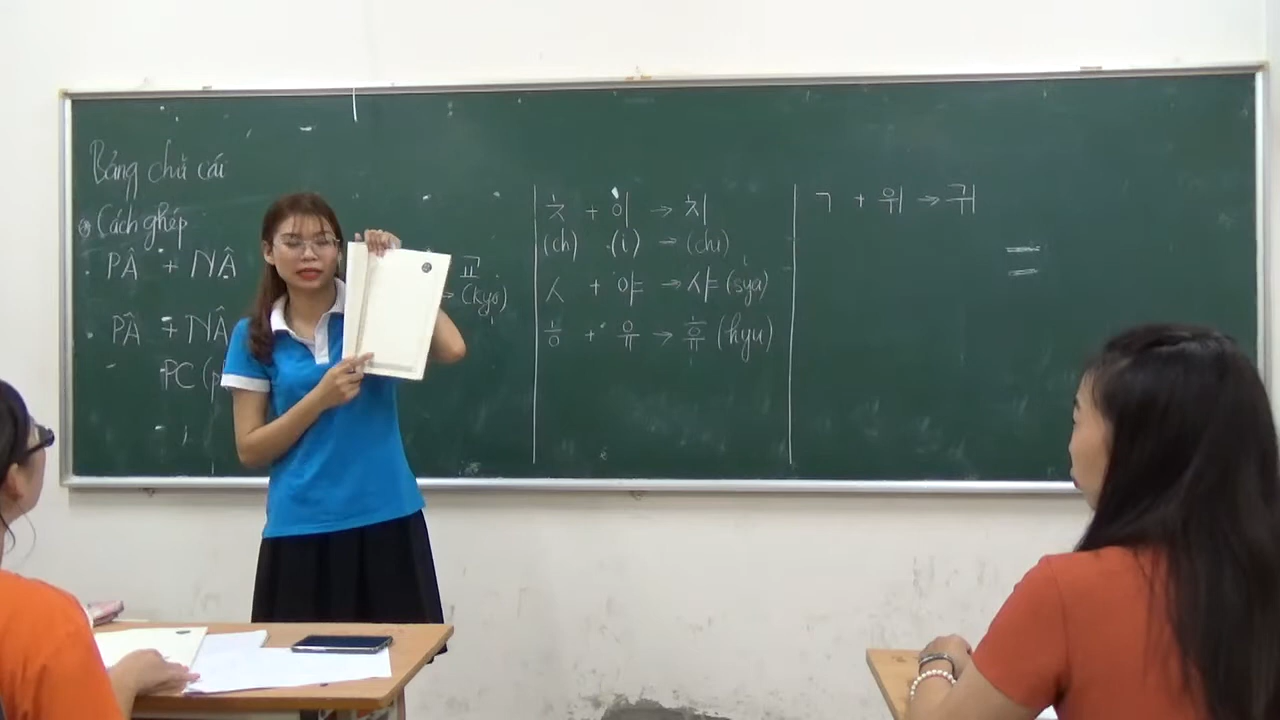 Bảng chữ cái
Cách ghép
PÂ + NÂ
PÂ + NÂ
PC
교
→ (kyo)
ㅊ + 이 → 치
(ch) (i) → (chi)
ㅅ + 야 → 샤 (sya)
ㅎ + 유 → 휴 (hyu)
ㄱ + 위 → 귀